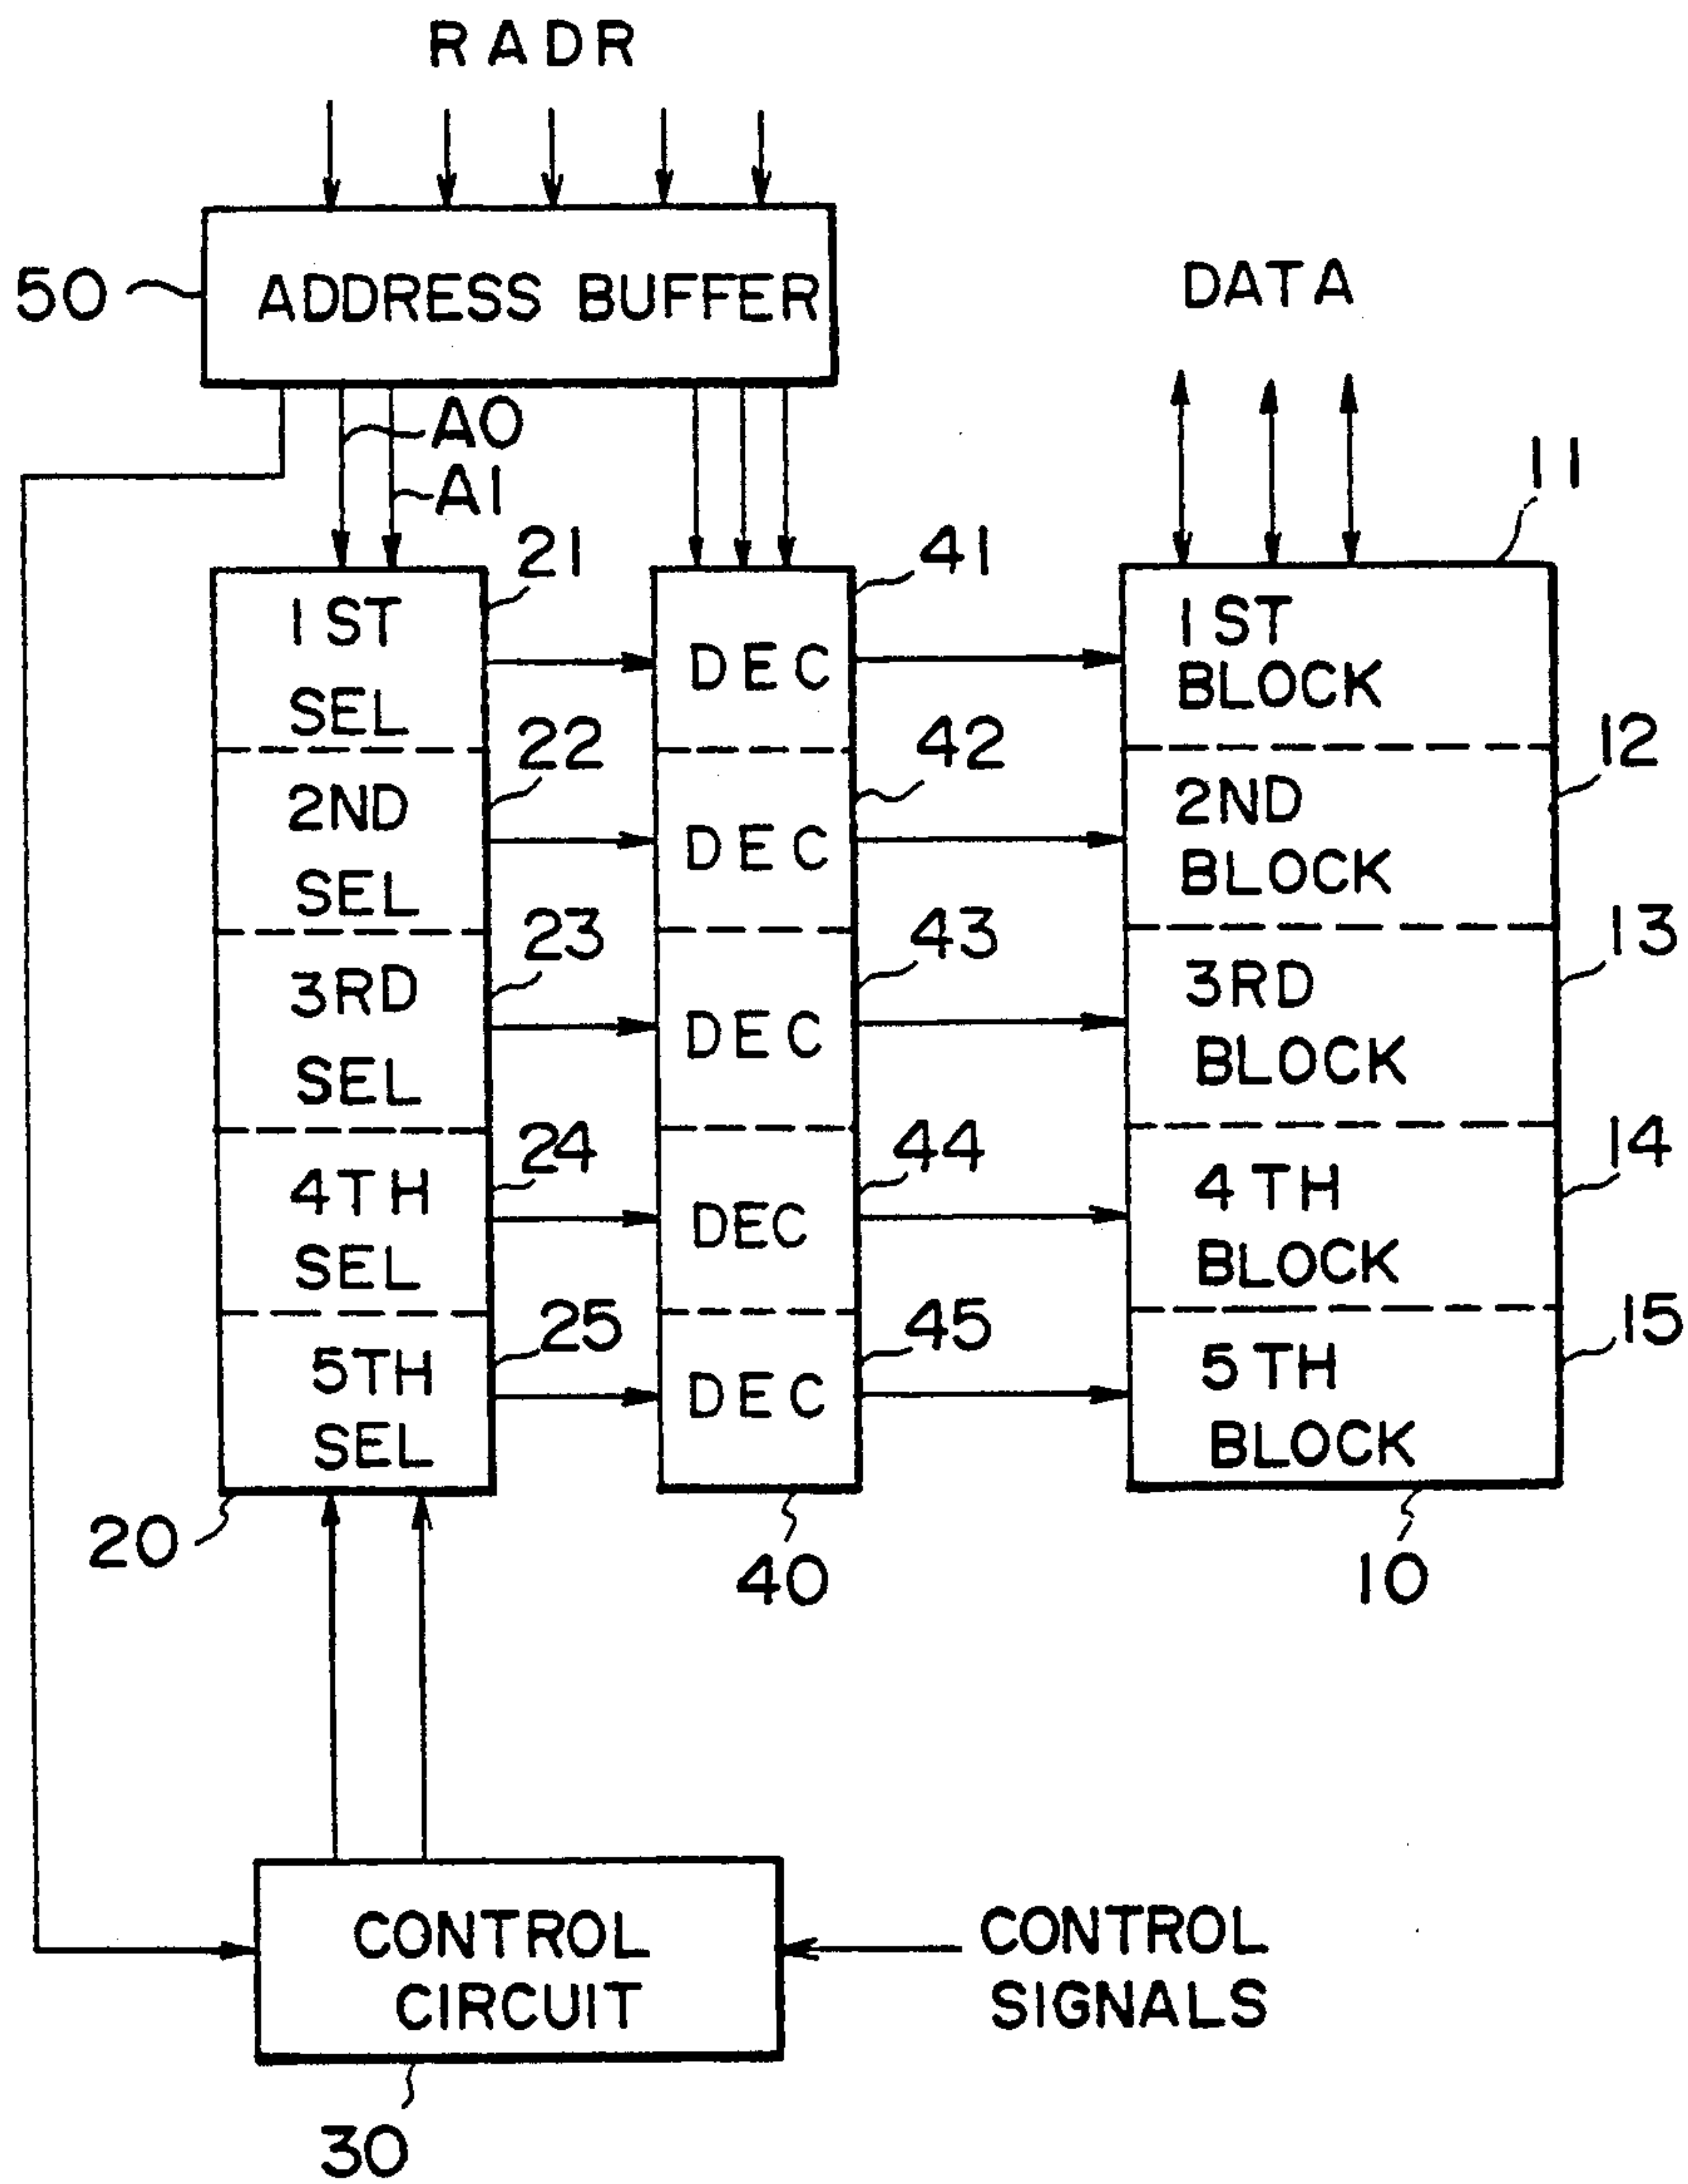 RADR
50
ADDRESS BUFFER
DATA
A0
A1
11
21
41
1ST
SEL
DEC
1ST
BLOCK
22
42
12
2ND
SEL
DEC
2ND
BLOCK
23
43
13
3RD
SEL
DEC
3RD
BLOCK
24
44
14
4TH
SEL
DEC
4TH
BLOCK
25
45
15
5TH
SEL
DEC
5TH
BLOCK
20
40
10
CONTROL
CIRCUIT
CONTROL
SIGNALS
30